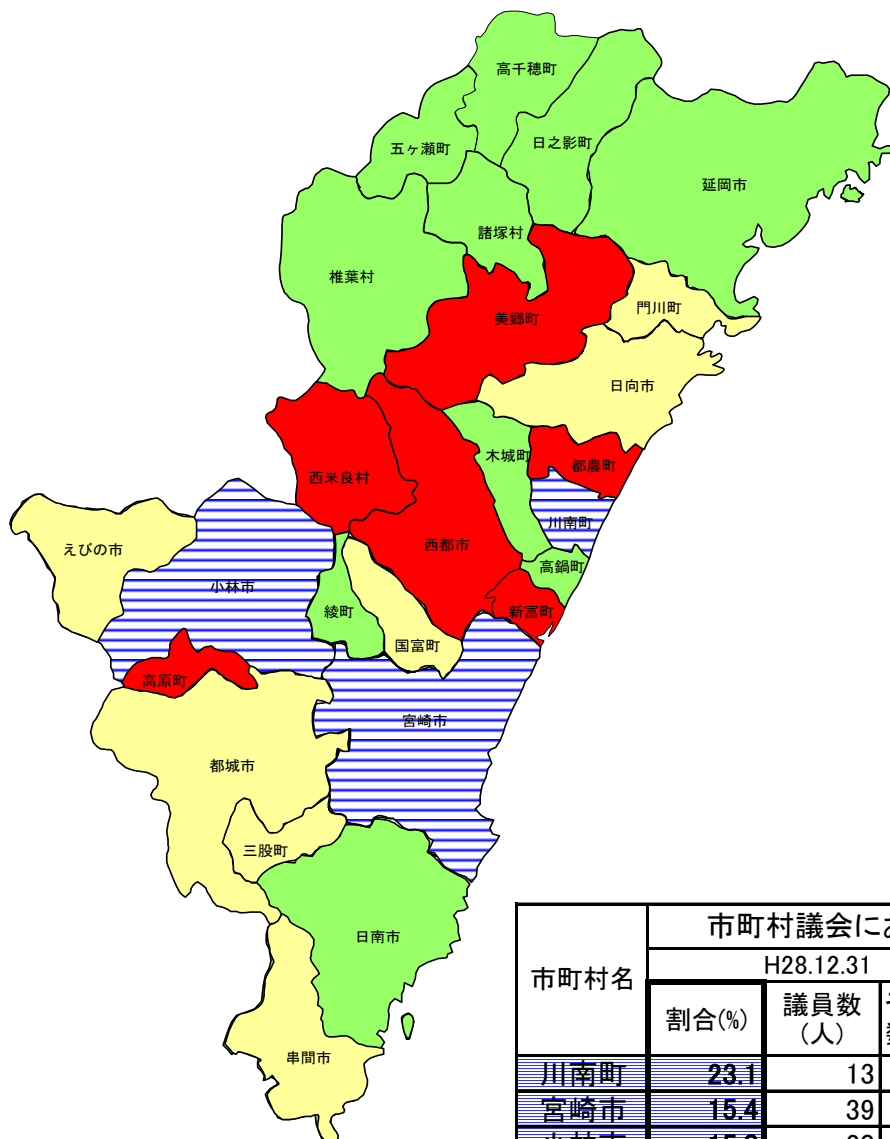 高千穂町
日之影町
五ヶ瀬町
延岡市
諸塚村
椎葉村
門川町
美郷町
日向市
木城町
都農町
西米良村
川南町
西都市
えびの市
高鍋町
小林市
綾町
新富町
国富町
高原町
宮崎市
都城市
三股町
日南市
串間市
市町村議会にお
市町村名
H28.12.31
割合(%) 議員数(人)
川南町 23.1 13
宮崎市 15.4 39